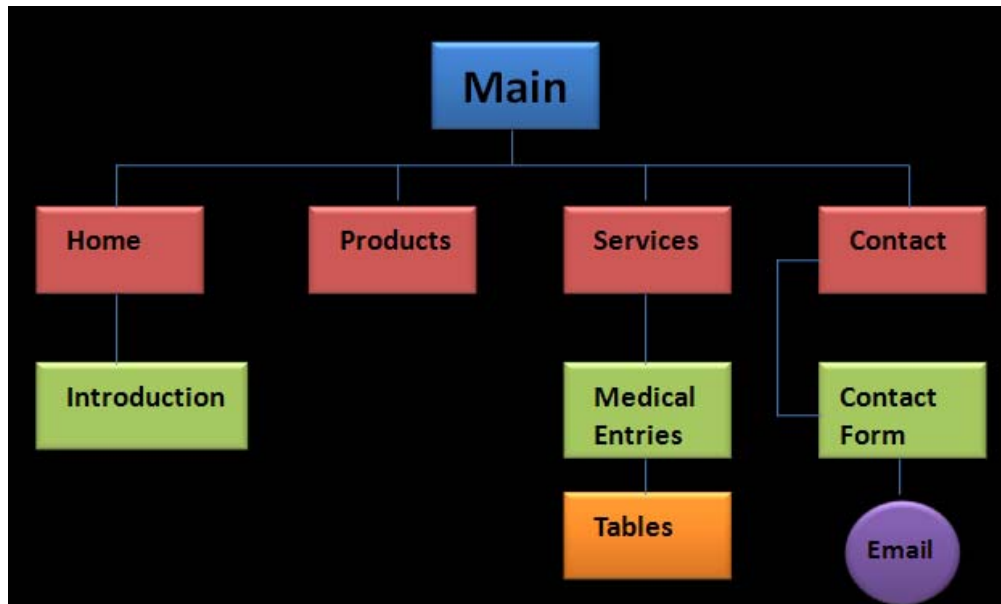 Main
Home
Products
Services
Contact
Introduction
Medical
Entries
Contact
Form
Tables
Email